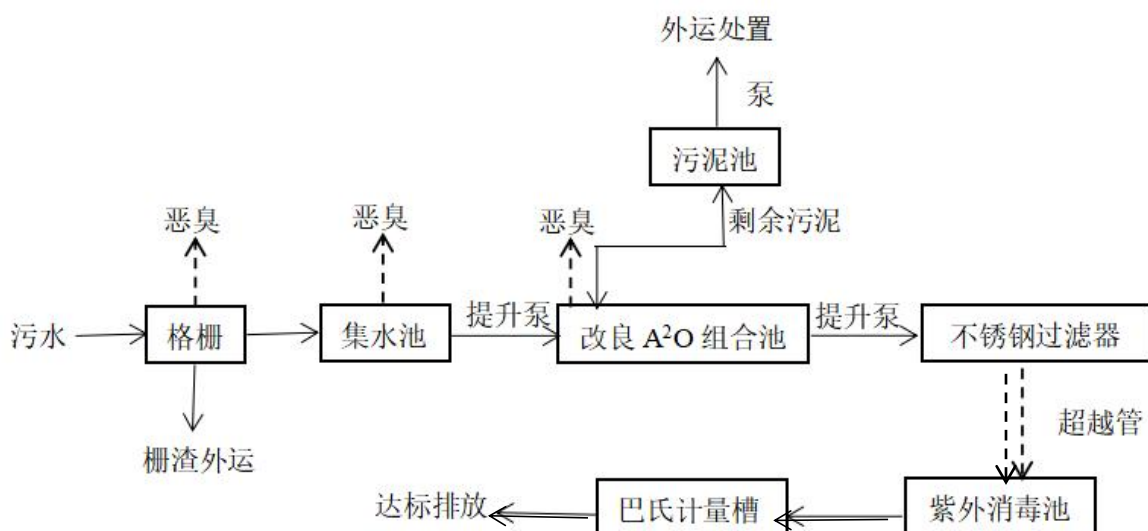 外运处置
泵
污泥池
恶臭
恶臭
恶臭
剩余污泥
污水
格栅
集水池
提升泵
改良 A²O 组合池
提升泵
不锈钢过滤器
栅渣外运
超越管
达标排放
巴氏计量槽
紫外消毒池